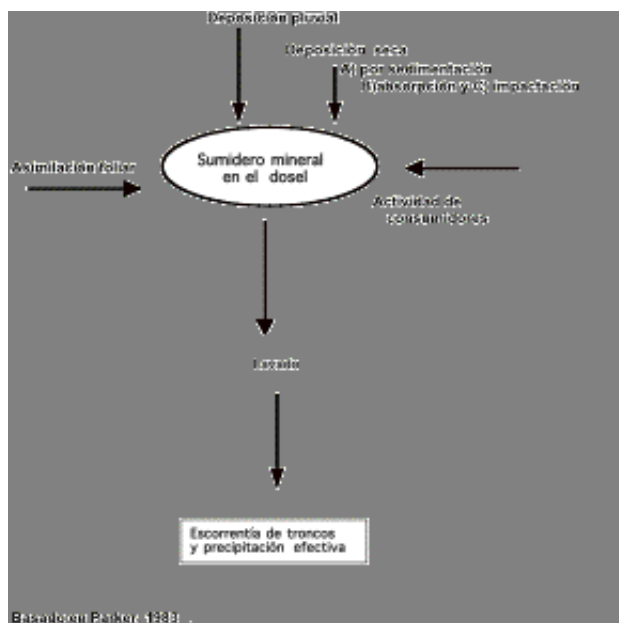 Deposición pluvial
Deposición seca
A) por sedimentación
B)absorpción y C) impactación
Asimilación foliar
Sumidero mineral
en el dosel
Actividad de
consumidores
Lavado
Escorrentía de troncos
y precipitación efectiva
Basado en Parker 1983 .